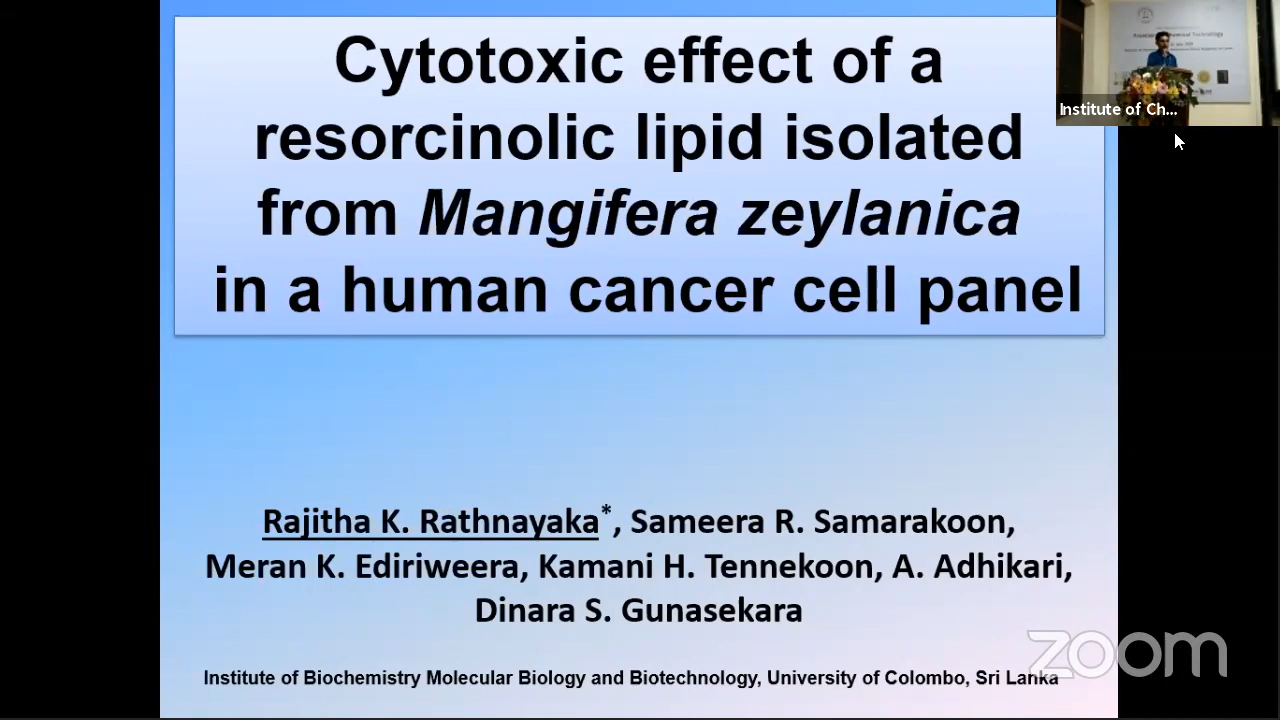 Cytotoxic effect of a
resorcinolic lipid isolated
from Mangifera zeylanica
in a human cancer cell panel
Institute of Ch...
Rajitha K. Rathnayaka*, Sameera R. Samarakoon,
Meran K. Ediriweera, Kamani H. Tennekoon, A. Adhikari,
Dinara S. Gunasekara
Institute of Biochemistry Molecular Biology and Biotechnology, University of Colombo, Sri Lanka
zoom